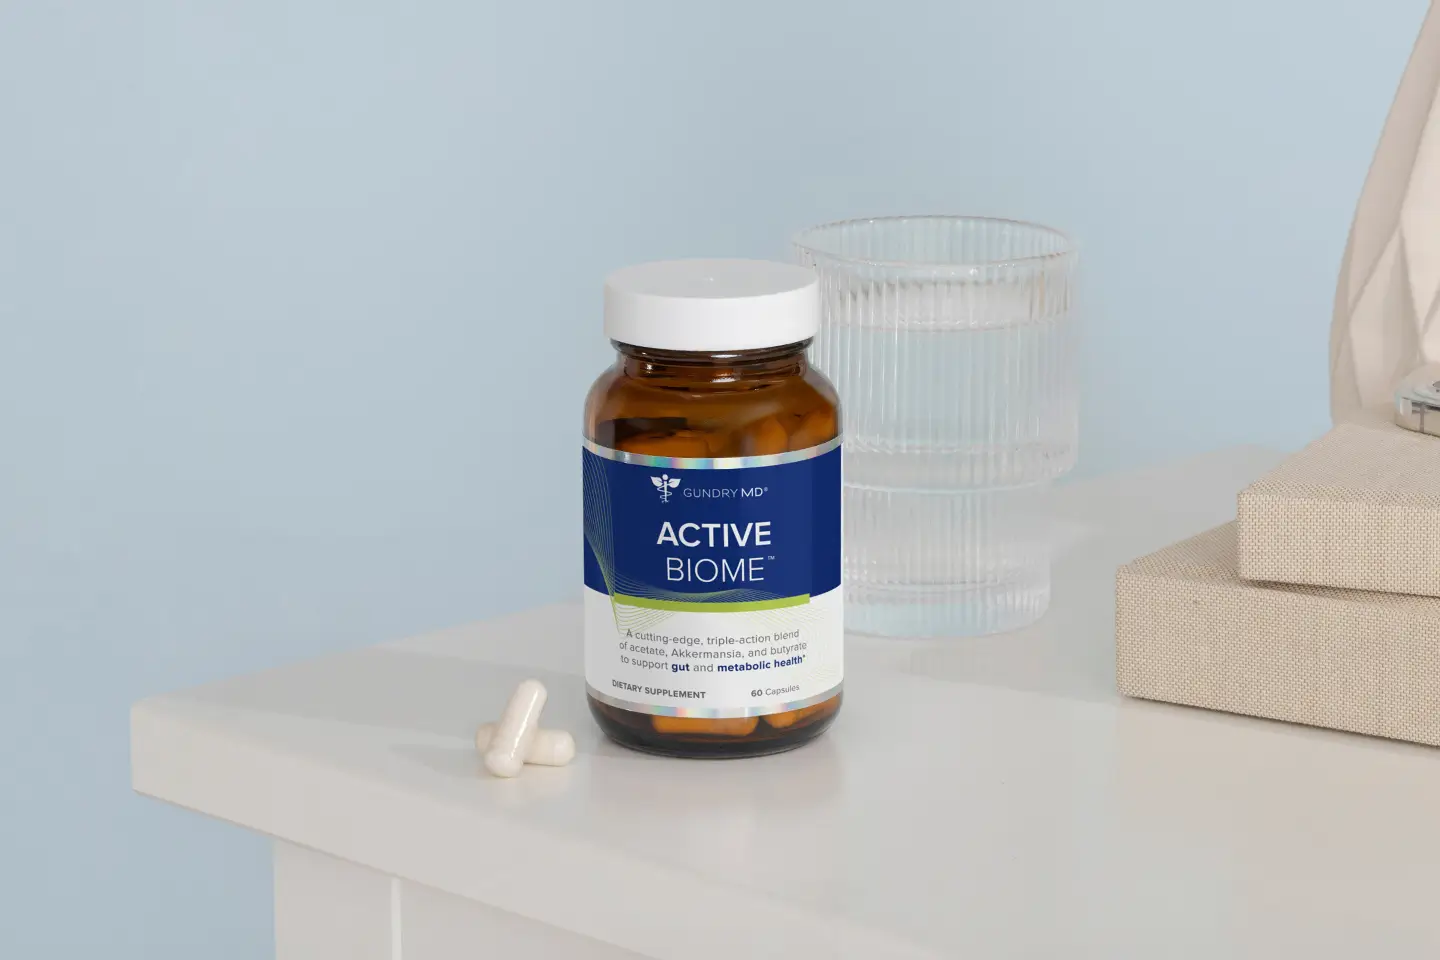 GUNDRY MD®
ACTIVE
BIOME™
A cutting-edge, triple-action blend
of acetate, Akkermansia, and butyrate
to support gut and metabolic health*
DIETARY SUPPLEMENT 60 Capsules